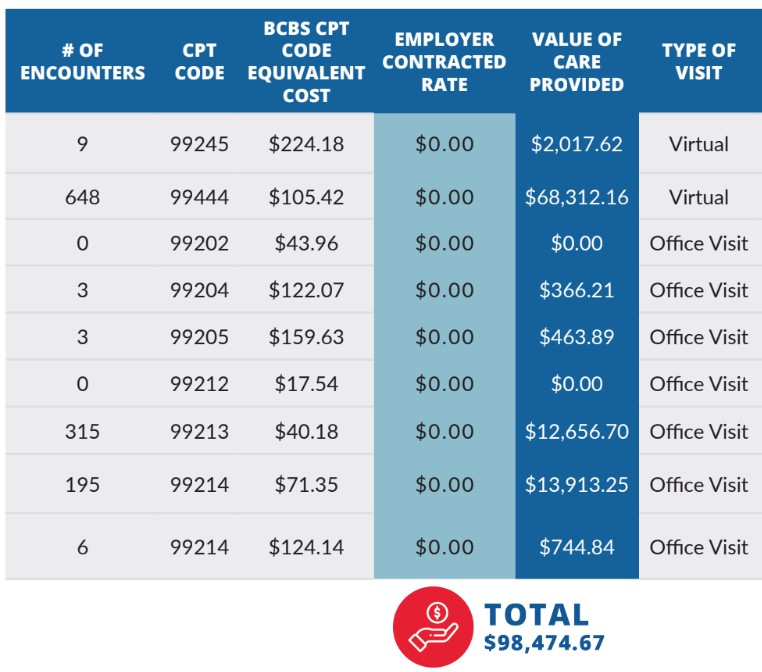 # OF ENCOUNTERS CPT CODE BCBS CPT CODE EQUIVALENT COST EMPLOYER CONTRACTED RATE VALUE OF CARE PROVIDED TYPE OF VISIT
9 99245 $224.18 $0.00 $2,017.62 Virtual
648 99444 $105.42 $0.00 $68,312.16 Virtual
0 99202 $43.96 $0.00 $0.00 Office Visit
3 99204 $122.07 $0.00 $366.21 Office Visit
3 99205 $159.63 $0.00 $463.89 Office Visit
0 99212 $17.54 $0.00 $0.00 Office Visit
315 99213 $40.18 $0.00 $12,656.70 Office Visit
195 99214 $71.35 $0.00 $13,913.25 Office Visit
6 99214 $124.14 $0.00 $744.84 Office Visit
$
TOTAL
$98,474.67